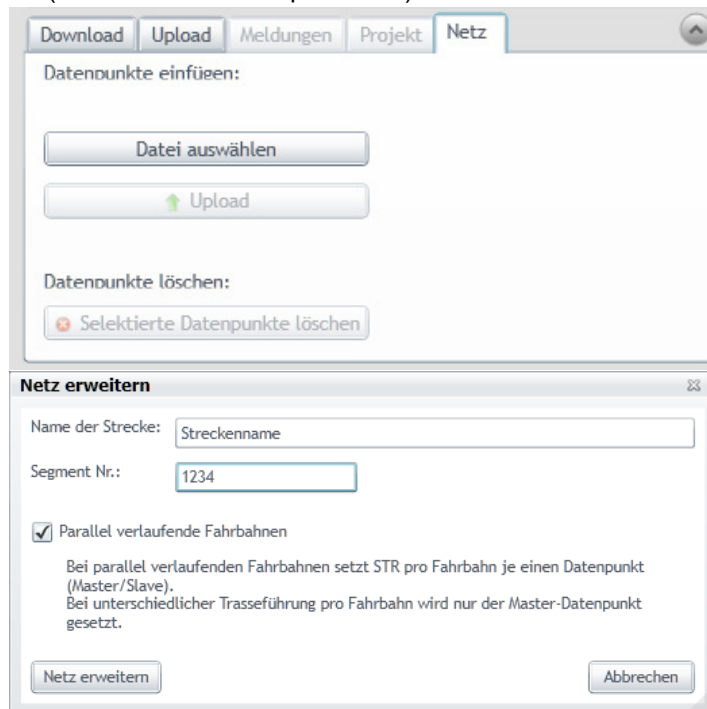 Download Upload Meldungen Projekt Netz
Datenpunkte einfügen:
Datei auswählen
Upload
Datenpunkte löschen:
Selektierte Datenpunkte löschen
Netz erweitern
Name der Strecke: Streckenname
Segment Nr.: 1234
Parallel verlaufende Fahrbahnen
Bei parallel verlaufenden Fahrbahnen setzt STR pro Fahrbahn je einen Datenpunkt
(Master/Slave).
Bei unterschiedlicher Trasseführung pro Fahrbahn wird nur der Master-Datenpunkt
gesetzt.
Netz erweitern Abbrechen